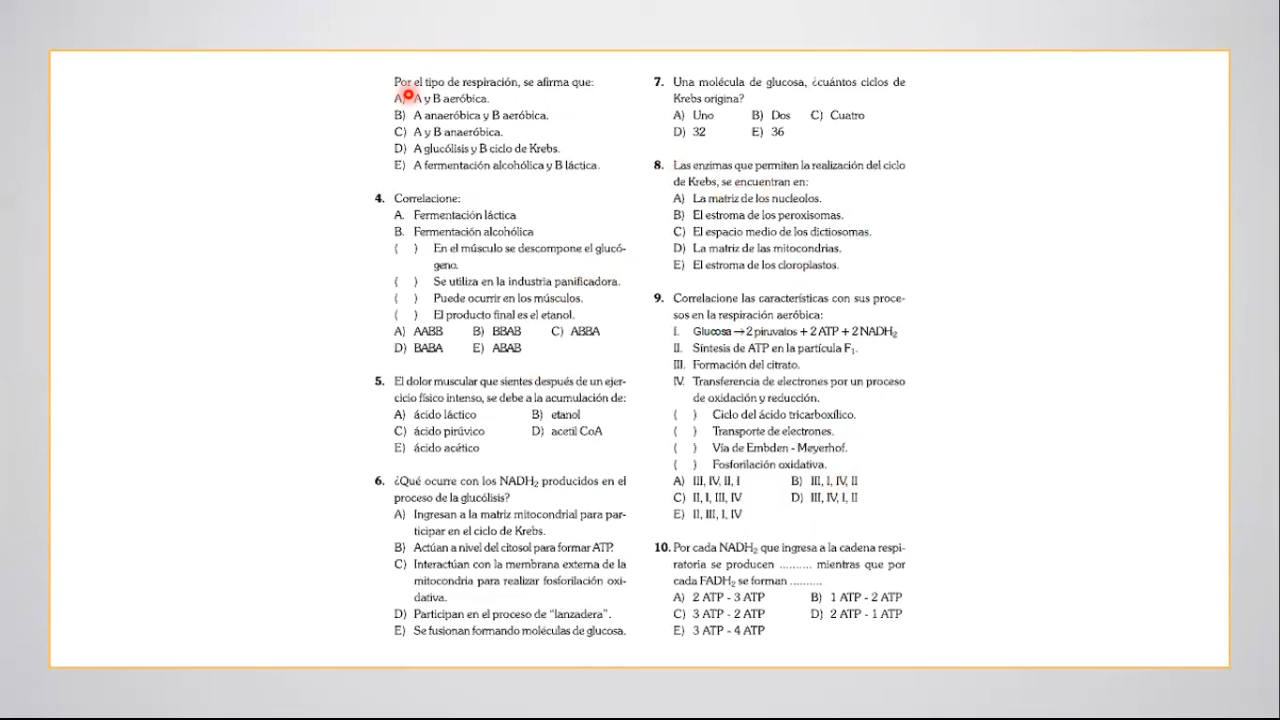 Por el tipo de respiración, se afirma que:
A) A y B aeróbica.
B) A anaeróbica y B aeróbica.
C) A y B anaeróbica.
D) A glucólisis y B ciclo de Krebs.
E) A fermentación alcohólica y B láctica.
4. Correlacione:
A. Fermentación láctica
B. Fermentación alcohólica
( ) En el músculo se descompone el glucó-
geno.
( ) Se utiliza en la industria panificadora.
( ) Puede ocurrir en los músculos.
( ) El producto final es el etanol.
A) AABB B) BBAB C) ABBA
D) BABA E) ABAB
5. El dolor muscular que sientes después de un ejer-
cicio físico intenso, se debe a la acumulación de:
A) ácido láctico B) etanol
C) ácido pirúvico D) acetil CoA
E) ácido acético
6. ¿Qué ocurre con los NADH₂ producidos en el
proceso de la glucólisis?
A) Ingresan a la matriz mitocondrial para par-
ticipar en el ciclo de Krebs.
B) Actúan a nivel del citosol para formar ATP.
C) Interactúan con la membrana externa de la
mitocondria para realizar fosforilación oxi-
dativa.
D) Participan en el proceso de "lanzadera".
E) Se fusionan formando moléculas de glucosa.
7. Una molécula de glucosa, ¿cuántos ciclos de
Krebs origina?
A) Uno B) Dos C) Cuatro
D) 32 E) 36
8. Las enzimas que permiten la realización del ciclo
de Krebs, se encuentran en:
A) La matriz de los nucleolos.
B) El estroma de los peroxisomas.
C) El espacio medio de los dictiosomas.
D) La matriz de las mitocondrias.
E) El estroma de los cloroplastos.
9. Correlacione las características con sus proce-
sos en la respiración aeróbica:
I. Glucosa → 2 piruvatos + 2 ATP + 2 NADH₂
II. Síntesis de ATP en la partícula F₁.
III. Formación del citrato.
IV. Transferencia de electrones por un proceso
de oxidación y reducción.
( ) Ciclo del ácido tricarboxílico.
( ) Transporte de electrones.
( ) Vía de Embden - Meyerhof.
( ) Fosforilación oxidativa.
A) III, IV, II, I B) III, I, IV, II
C) II, I, III, IV D) III, IV, I, II
E) II, III, I, IV
10. Por cada NADH₂ que ingresa a la cadena respi-
ratoria se producen .......... mientras que por
cada FADH₂ se forman ..........
A) 2 ATP - 3 ATP B) 1 ATP - 2 ATP
C) 3 ATP - 2 ATP D) 2 ATP - 1 ATP
E) 3 ATP - 4 ATP